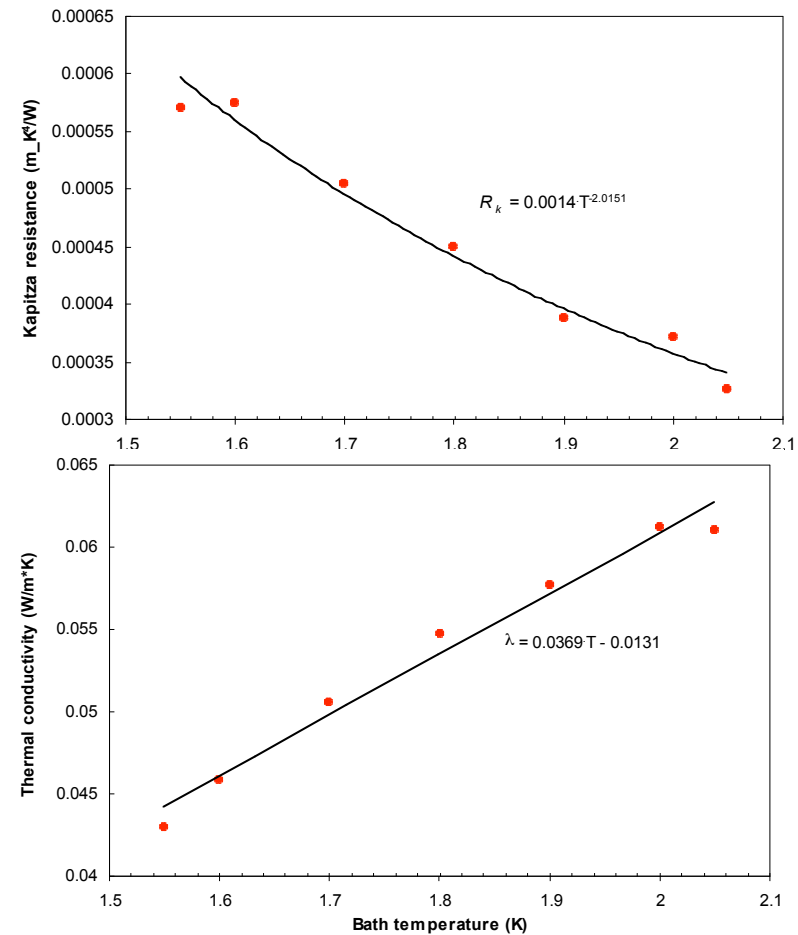 0.00065
0.0006
0.00055
0.0005
0.00045
0.0004
0.00035
0.0003
Kapitza resistance (m_K⁴/W)
R k = 0.0014·T-2.0151
1.5 1.6 1.7 1.8 1.9 2 2.1
0.065
0.06
0.055
0.05
0.045
0.04
Thermal conductivity (W/m*K)
λ = 0.0369·T - 0.0131
1.5 1.6 1.7 1.8 1.9 2 2.1
Bath temperature (K)